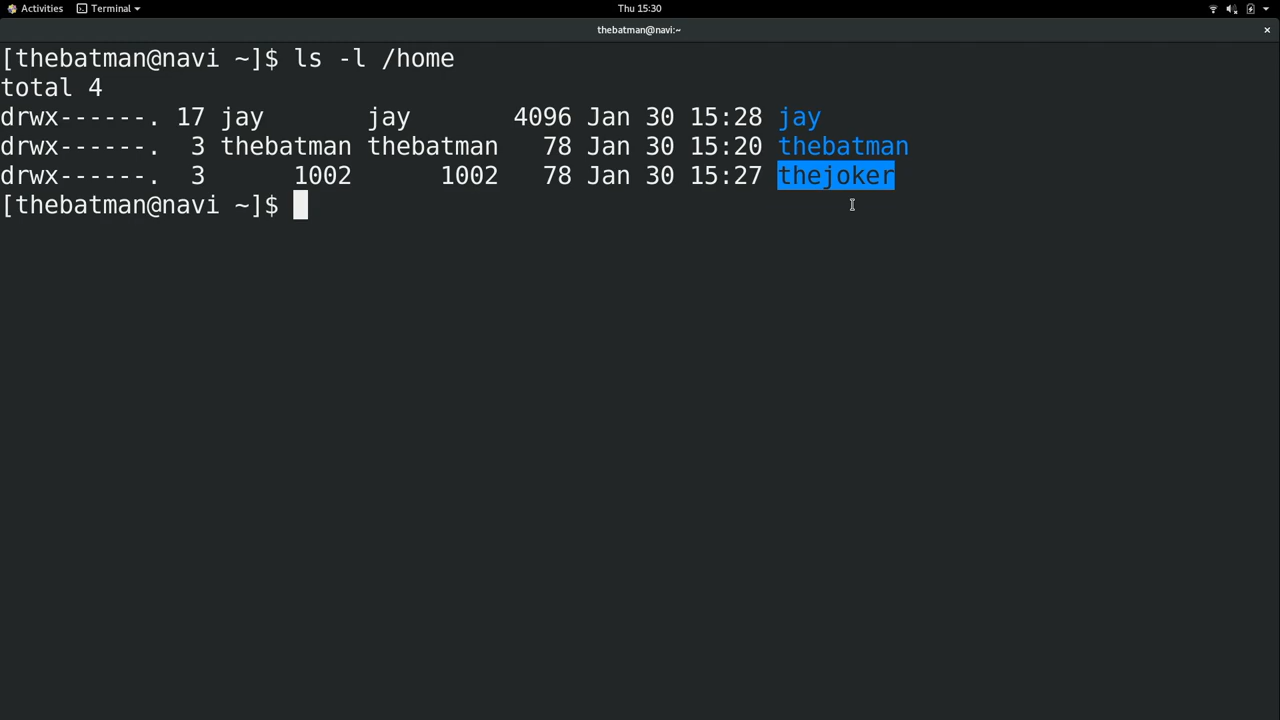 Activities Terminal Thu 15:30
thebatman@navi:~ ×
[thebatman@navi ~]$ ls -l /home
total 4
drwx------. 17 jay       jay       4096 Jan 30 15:28 jay
drwx------.  3 thebatman thebatman   78 Jan 30 15:20 thebatman
drwx------.  3      1002      1002   78 Jan 30 15:27 thejoker
[thebatman@navi ~]$